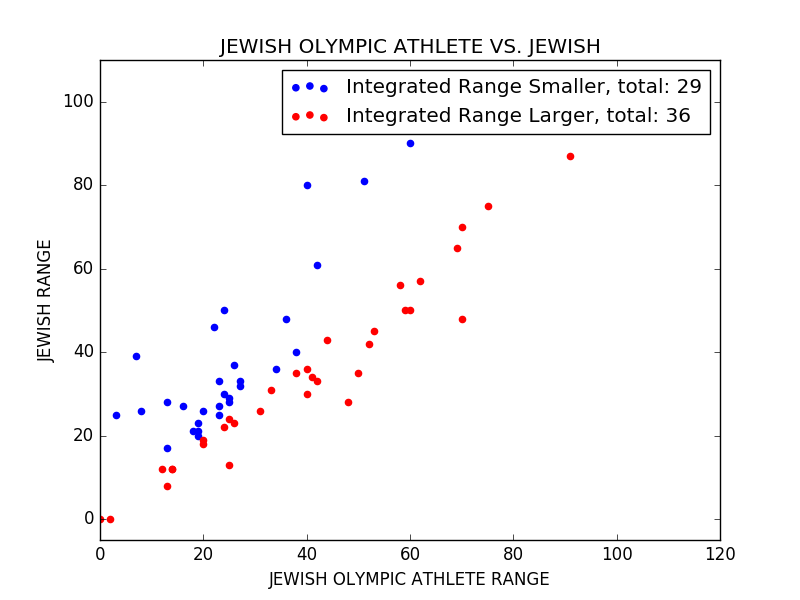 JEWISH OLYMPIC ATHLETE VS. JEWISH
Integrated Range Smaller, total: 29
Integrated Range Larger, total: 36
100
80
60
40
20
0
JEWISH RANGE
0 20 40 60 80 100 120
JEWISH OLYMPIC ATHLETE RANGE